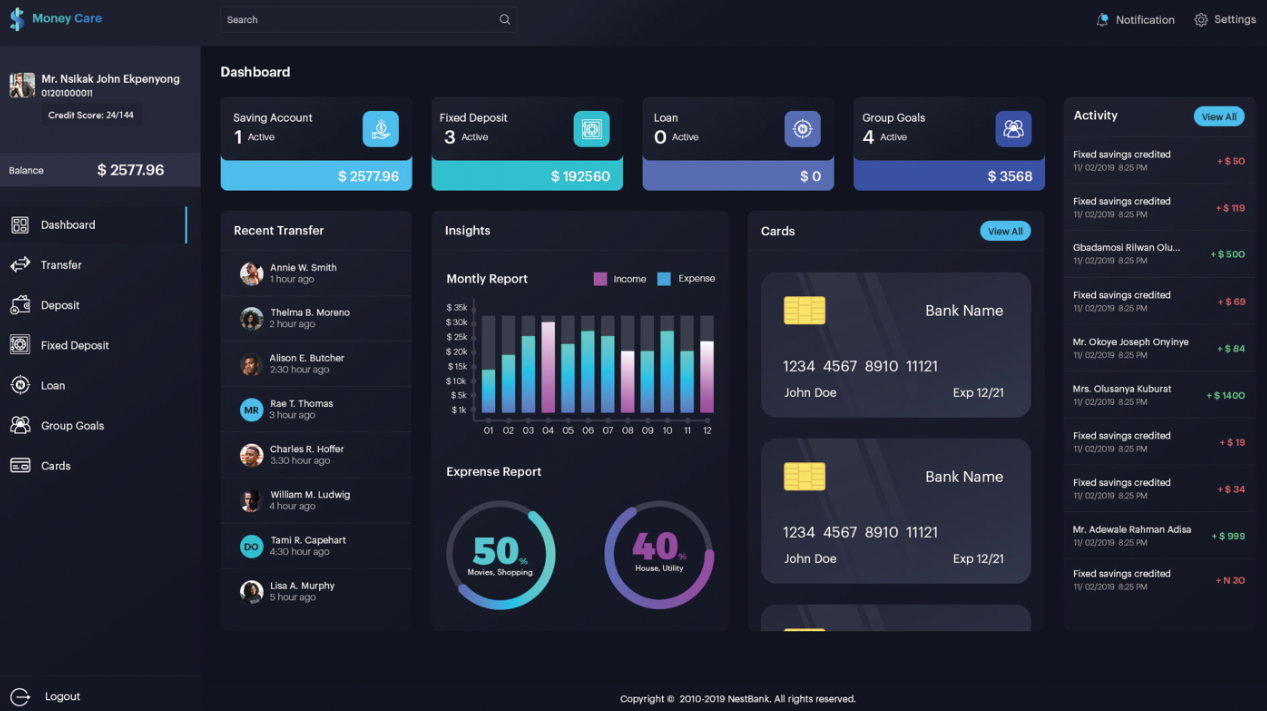 Money Care
Search
Notification
Settings
Mr. Nsikak John Ekpenyong
01201000011
Credit Score: 24/144
Balance
$ 2577.96
Dashboard
Transfer
Deposit
Fixed Deposit
Loan
Group Goals
Cards
Logout
Dashboard
Saving Account
1 Active
$ 2577.96
Fixed Deposit
3 Active
$ 192560
Loan
0 Active
$ 0
Group Goals
4 Active
$ 3568
Recent Transfer
Annie W. Smith
1 hour ago
Thelma B. Moreno
2 hour ago
Alison E. Butcher
2:30 hour ago
MR
Rae T. Thomas
3 hour ago
Charles R. Hoffer
3:30 hour ago
William M. Ludwig
4 hour ago
DO
Tami R. Capehart
4:30 hour ago
Lisa A. Murphy
5 hour ago
Insights
Montly Report
Income
Expense
$ 35k
$ 30k
$ 25k
$ 20k
$ 15k
$ 10k
$ 5k
$ 1k
01 02 03 04 05 06 07 08 09 10 11 12
Exprense Report
50%
Movies, Shopping
40%
House, Utility
Cards
View All
Bank Name
1234 4567 8910 11121
John Doe
Exp 12/21
Bank Name
1234 4567 8910 11121
John Doe
Exp 12/21
Activity
View All
Fixed savings credited
11/ 02/2019 8:25 PM
+ $ 50
Fixed savings credited
11/ 02/2019 8:25 PM
+ $ 119
Gbadamosi Rilwan Olu...
11/ 02/2019 8:25 PM
+ $ 500
Fixed savings credited
11/ 02/2019 8:25 PM
+ $ 69
Mr. Okoye Joseph Onyinye
11/ 02/2019 8:25 PM
+ $ 84
Mrs. Olusanya Kuburat
11/ 02/2019 8:25 PM
+ $ 1400
Fixed savings credited
11/ 02/2019 8:25 PM
+ $ 19
Fixed savings credited
11/ 02/2019 8:25 PM
+ $ 34
Mr. Adewale Rahman Adisa
11/ 02/2019 8:25 PM
+ $ 999
Fixed savings credited
11/ 02/2019 8:25 PM
+ N 30
Copyright © 2010-2019 NestBank. All rights reserved.